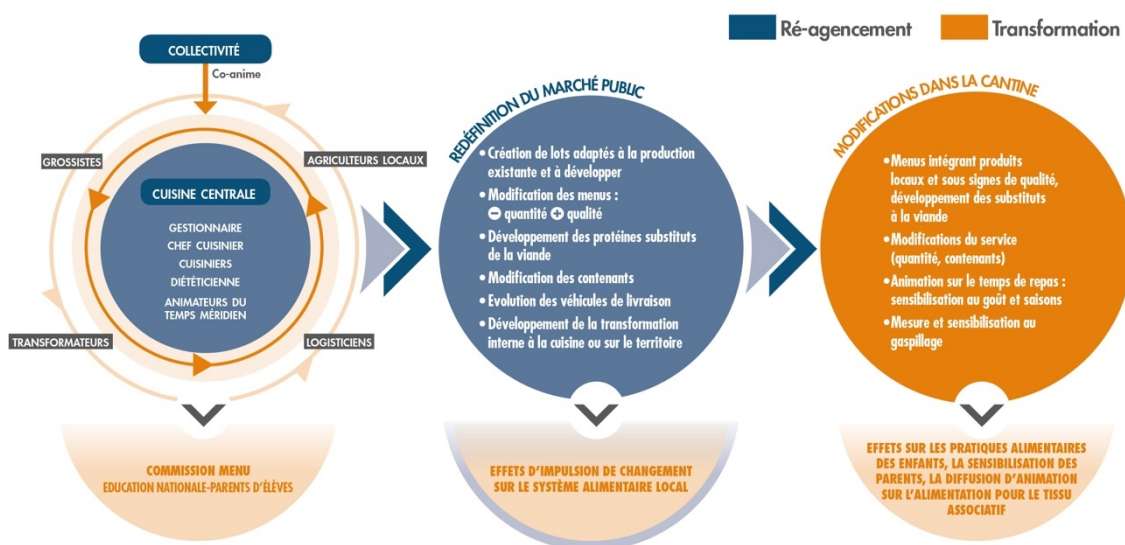 Ré-agencement
Transformation
COLLECTIVITÉ
Co-anime
GROSSISTES
AGRICULTEURS LOCAUX
CUISINE CENTRALE
GESTIONNAIRE
CHEF CUISINIER
CUISINIERS
DIÉTÉTICIENNE
ANIMATEURS DU
TEMPS MÉRIDIEN
TRANSFORMATEURS
LOGISTICIENS
COMMISSION MENU
EDUCATION NATIONALE-PARENTS D'ÉLÈVES
REDÉFINITION DU MARCHÉ PUBLIC
• Création de lots adaptés à la production
existante et à développer
• Modification des menus :
- quantité + qualité
• Développement des protéines substituts
de la viande
• Modification des contenants
• Evolution des véhicules de livraison
• Développement de la transformation
interne à la cuisine ou sur le territoire
EFFETS D'IMPULSION DE CHANGEMENT
SUR LE SYSTÈME ALIMENTAIRE LOCAL
MODIFICATIONS DANS LA CANTINE
• Menus intégrant produits
locaux et sous signes de qualité,
développement des substituts
à la viande
• Modifications du service
(quantité, contenants)
• Animation sur le temps de repas :
sensibilisation au goût et saisons
• Mesure et sensibilisation au
gaspillage
EFFETS SUR LES PRATIQUES ALIMENTAIRES
DES ENFANTS, LA SENSIBILISATION DES
PARENTS, LA DIFFUSION D'ANIMATION
SUR L'ALIMENTATION POUR LE TISSU
ASSOCIATIF